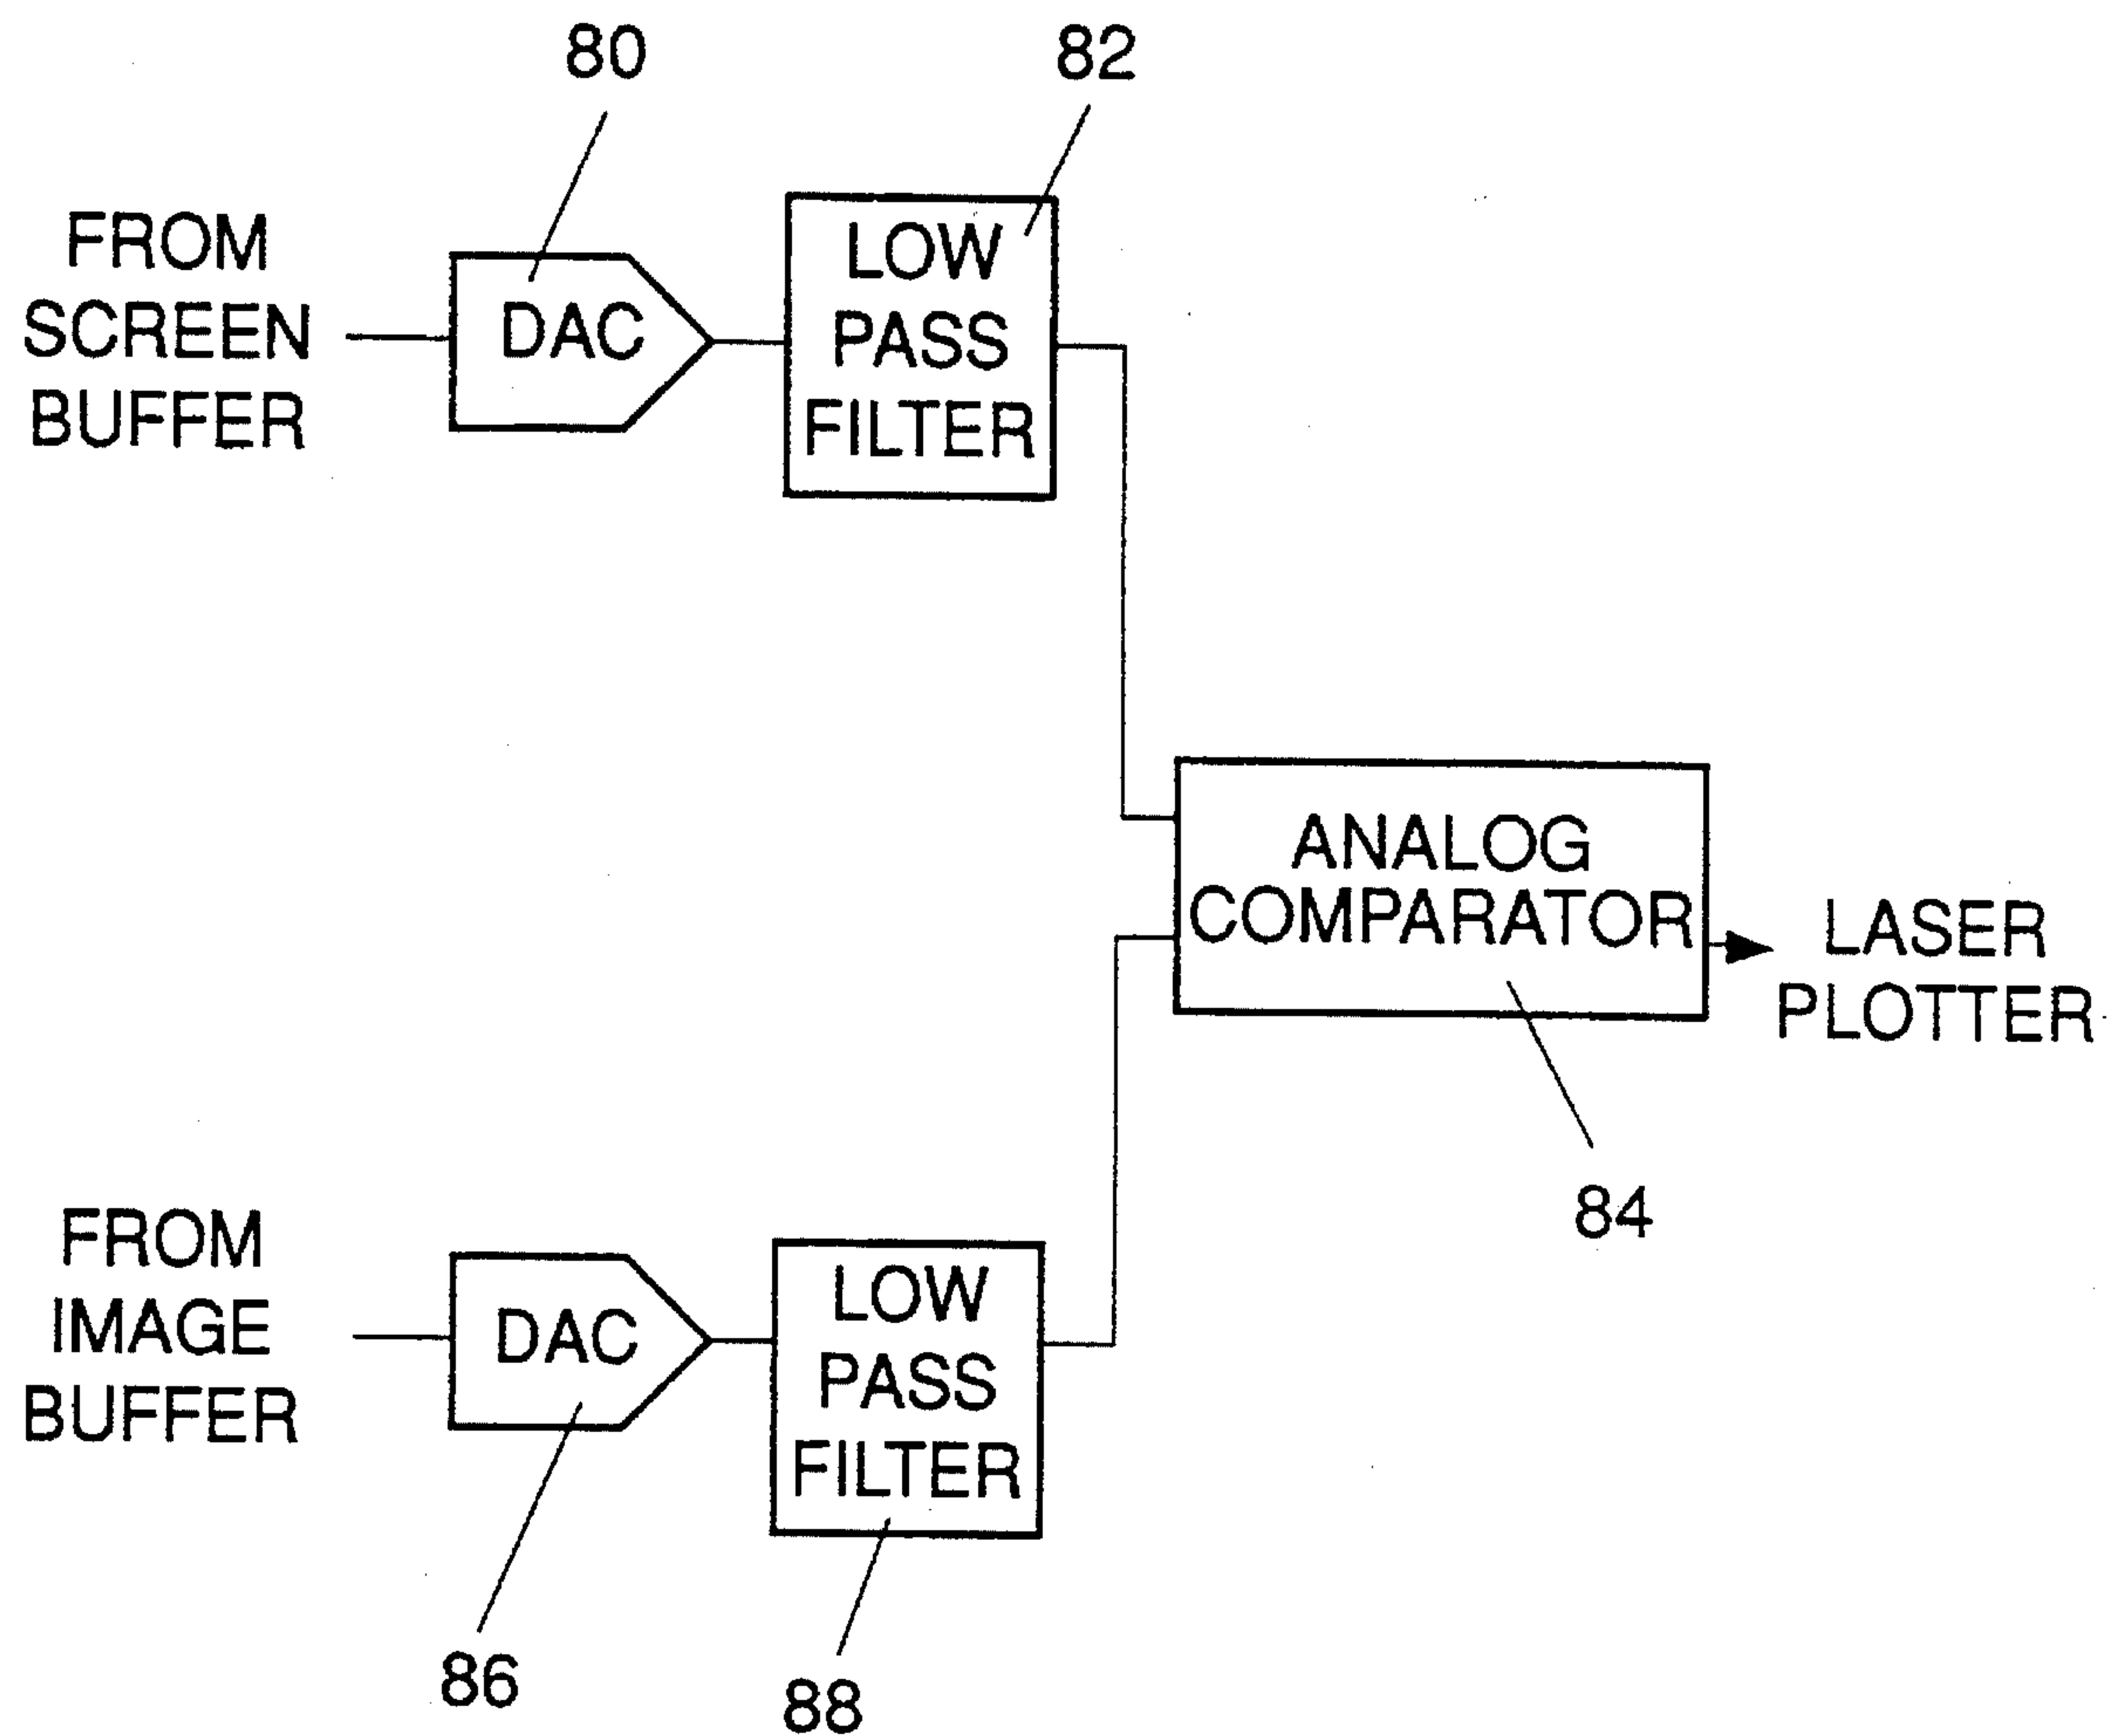 80
82
FROM
SCREEN
BUFFER
DAC
LOW
PASS
FILTER
ANALOG
COMPARATOR
LASER
PLOTTER
84
FROM
IMAGE
BUFFER
DAC
LOW
PASS
FILTER
86
88